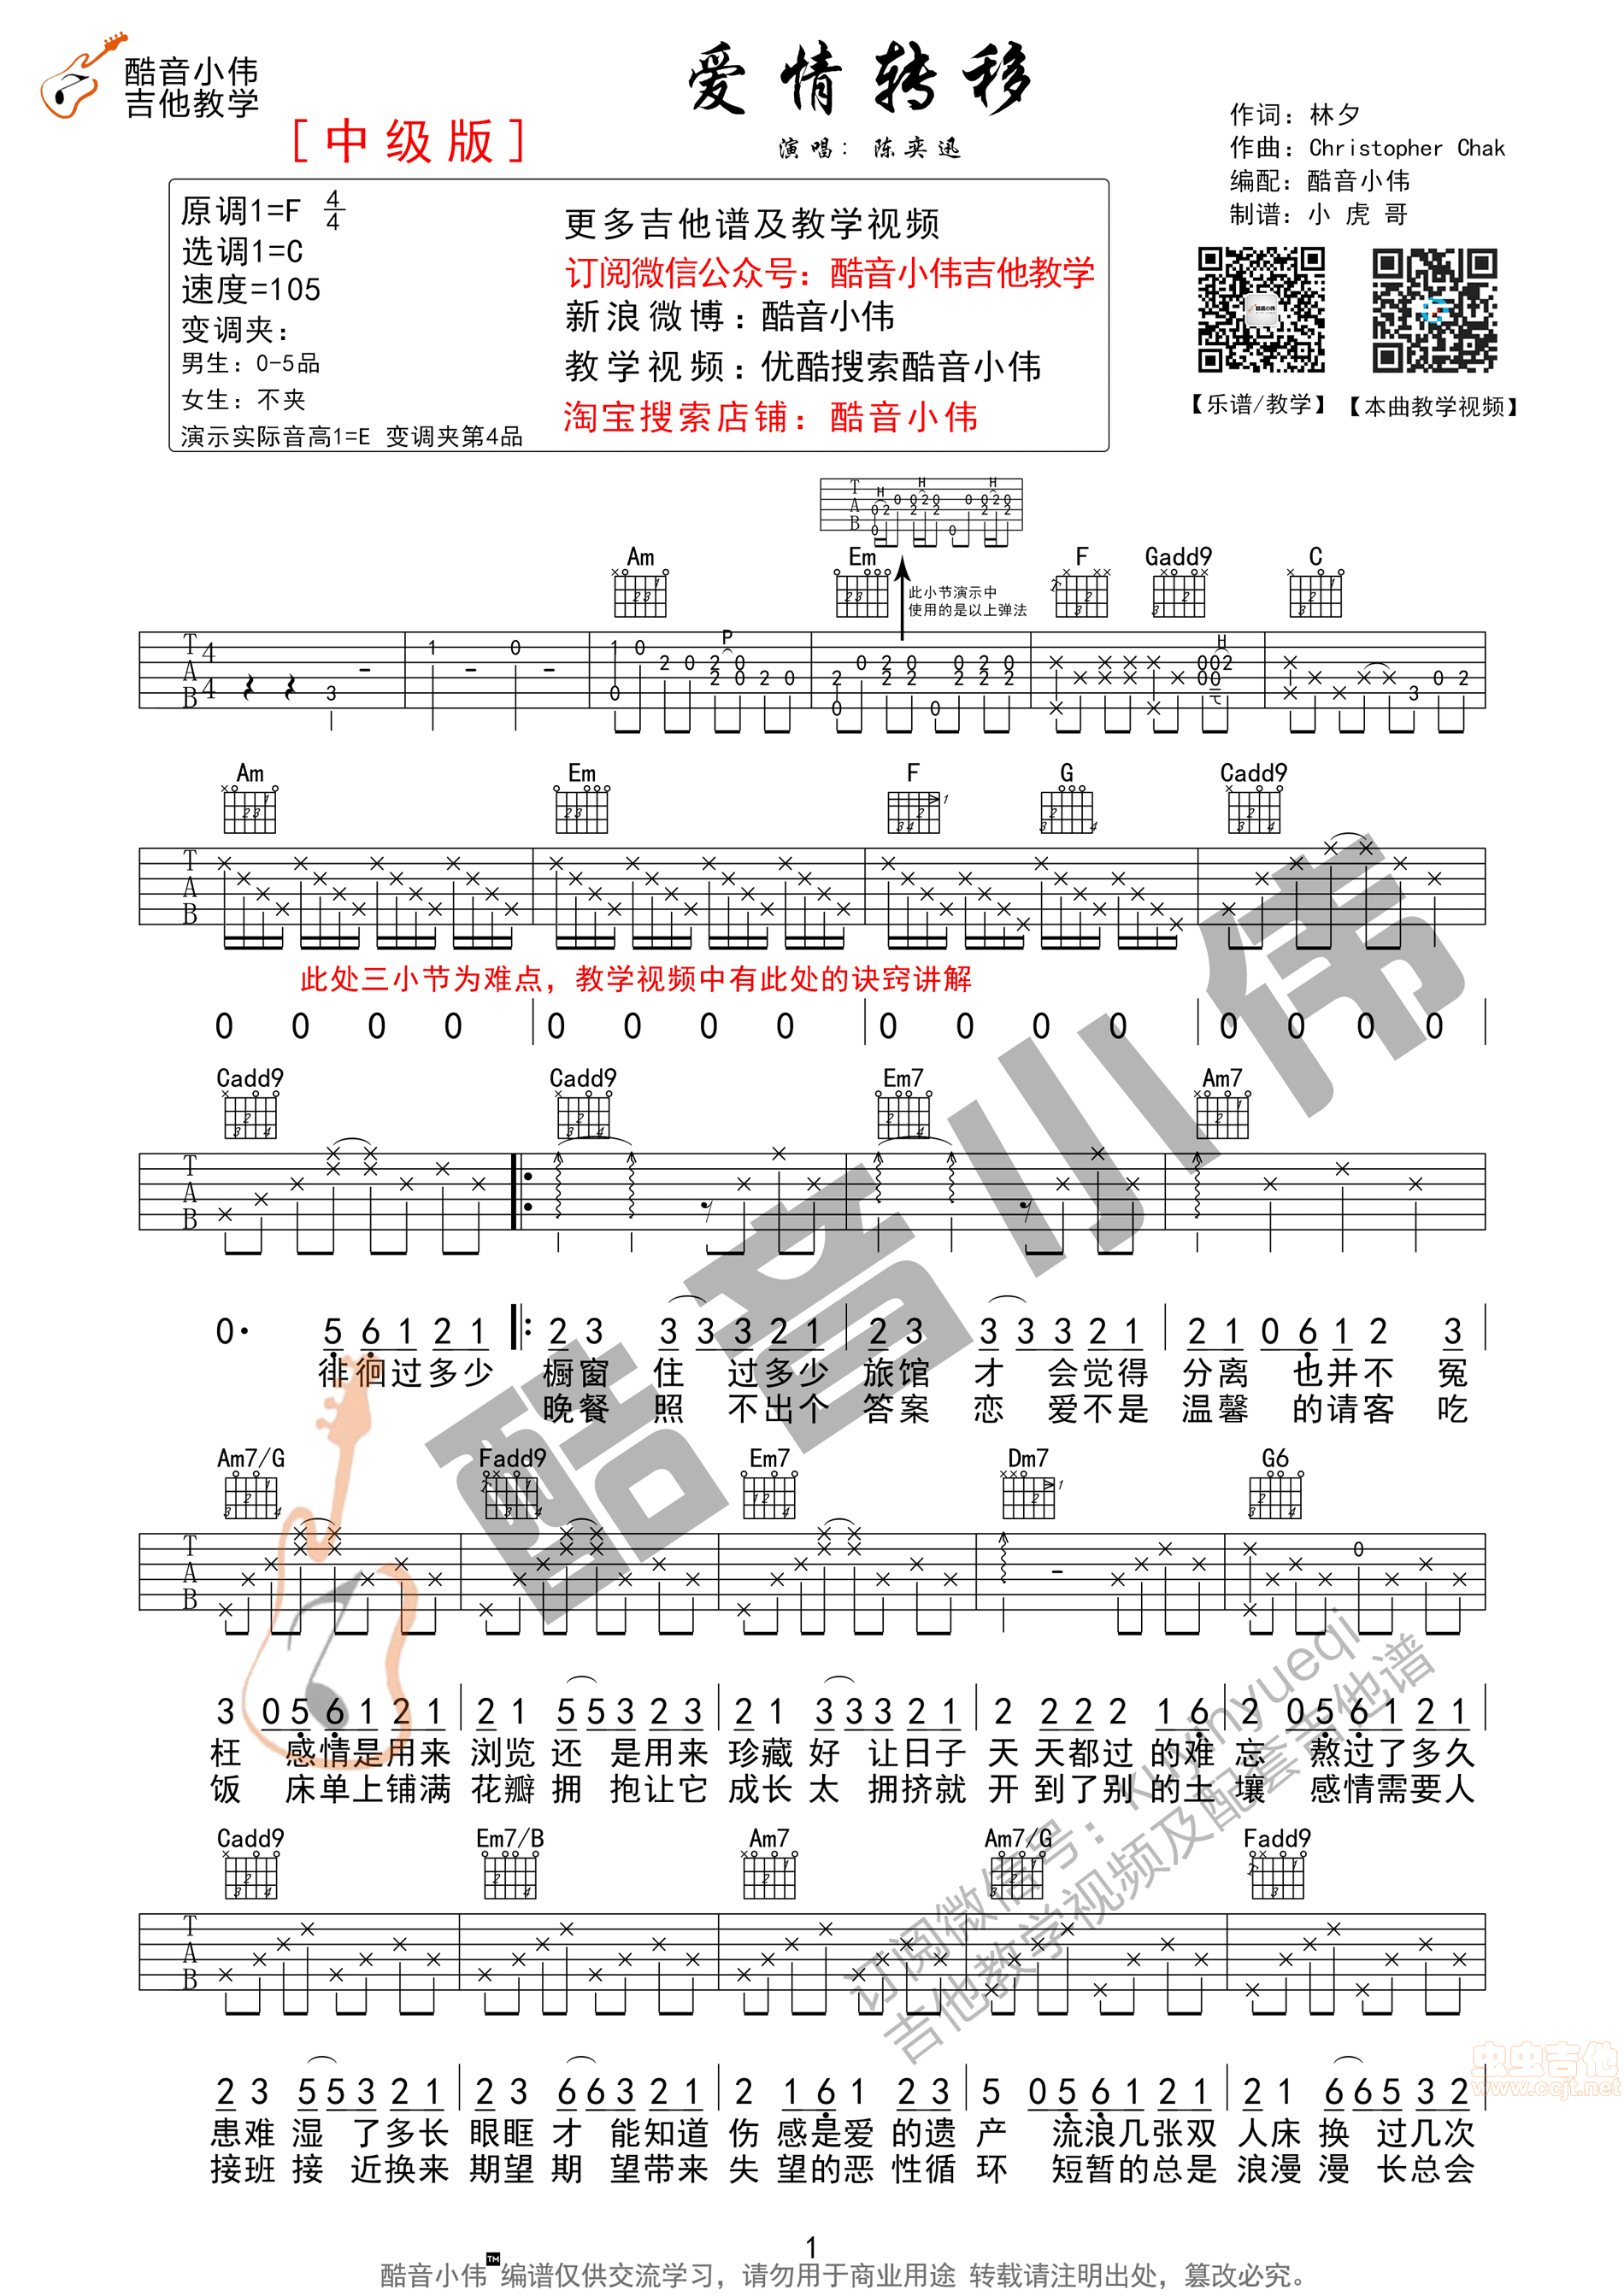 酷音小伟
吉他教学
[中级版]
爱情转移
演唱：陈奕迅
作词：林夕
作曲：Christopher Chak
编配：酷音小伟
制谱：小虎哥
原调1=F 4/4
选调1=C
速度=105
变调夹：
男生：0-5品
女生：不夹
演示实际音高1=E 变调夹第4品
更多吉他谱及教学视频
订阅微信公众号：酷音小伟吉他教学
新浪微博：酷音小伟
教学视频：优酷搜索酷音小伟
淘宝搜索店铺：酷音小伟
【乐谱/教学】 【本曲教学视频】
Am Em F Gadd9 C
此小节演示中
使用的是以上弹法
Am Em F G Cadd9
此处三小节为难点，教学视频中有此处的诀窍讲解
0 0 0 0 | 0 0 0 0 | 0 0 0 0 | 0 0 0 0 |
Cadd9 Cadd9 Em7 Am7
0· 5 6 1 2 1 |: 2 3 3 3 3 2 1 | 2 3 3 3 3 2 1 | 2 1 0 6 1 2 3 |
徘徊过多少 橱窗 住 过多少 旅馆 才 会觉得 分离 也并不 冤
晚餐 照 不出个 答案 恋 爱不是 温馨 的请客 吃
Am7/G Fadd9 Em7 Dm7 G6
3 0 5 6 1 2 1 | 2 1 5 5 3 2 3 | 2 1 3 3 3 2 1 | 2 2 2 2 1 6 | 2 0 5 6 1 2 1 |
枉 感情是用来 浏览 还 是用来 珍藏 好 让日子 天 天都过 的难 忘 熬过了多久
饭 床单上铺满 花瓣 拥 抱让它 成长 太 拥挤就 开 到了别 的土 壤 感情需要人
Cadd9 Em7/B Am7 Am7/G Fadd9
2 3 5 5 3 2 1 | 2 3 6 6 3 2 1 | 2 1 6 1 2 3 | 5 0 5 6 1 2 1 | 2 1 6 6 5 3 2 |
患难 湿 了多长 眼眶 才 能知道 伤 感是爱 的遗 产 流浪几张双 人床 换 过几次
接班 接 近换来 期望 期 望带来 失 望的恶 性循 环 短暂的总是 浪漫 漫 长总会
酷音小伟
订阅微信号：kuyinyueqi
吉他教学视频及配套吉他谱
虫虫吉他
www.ccjt.net
1
酷音小伟™编谱仅供交流学习，请勿用于商业用途 转载请注明出处，篡改必究。